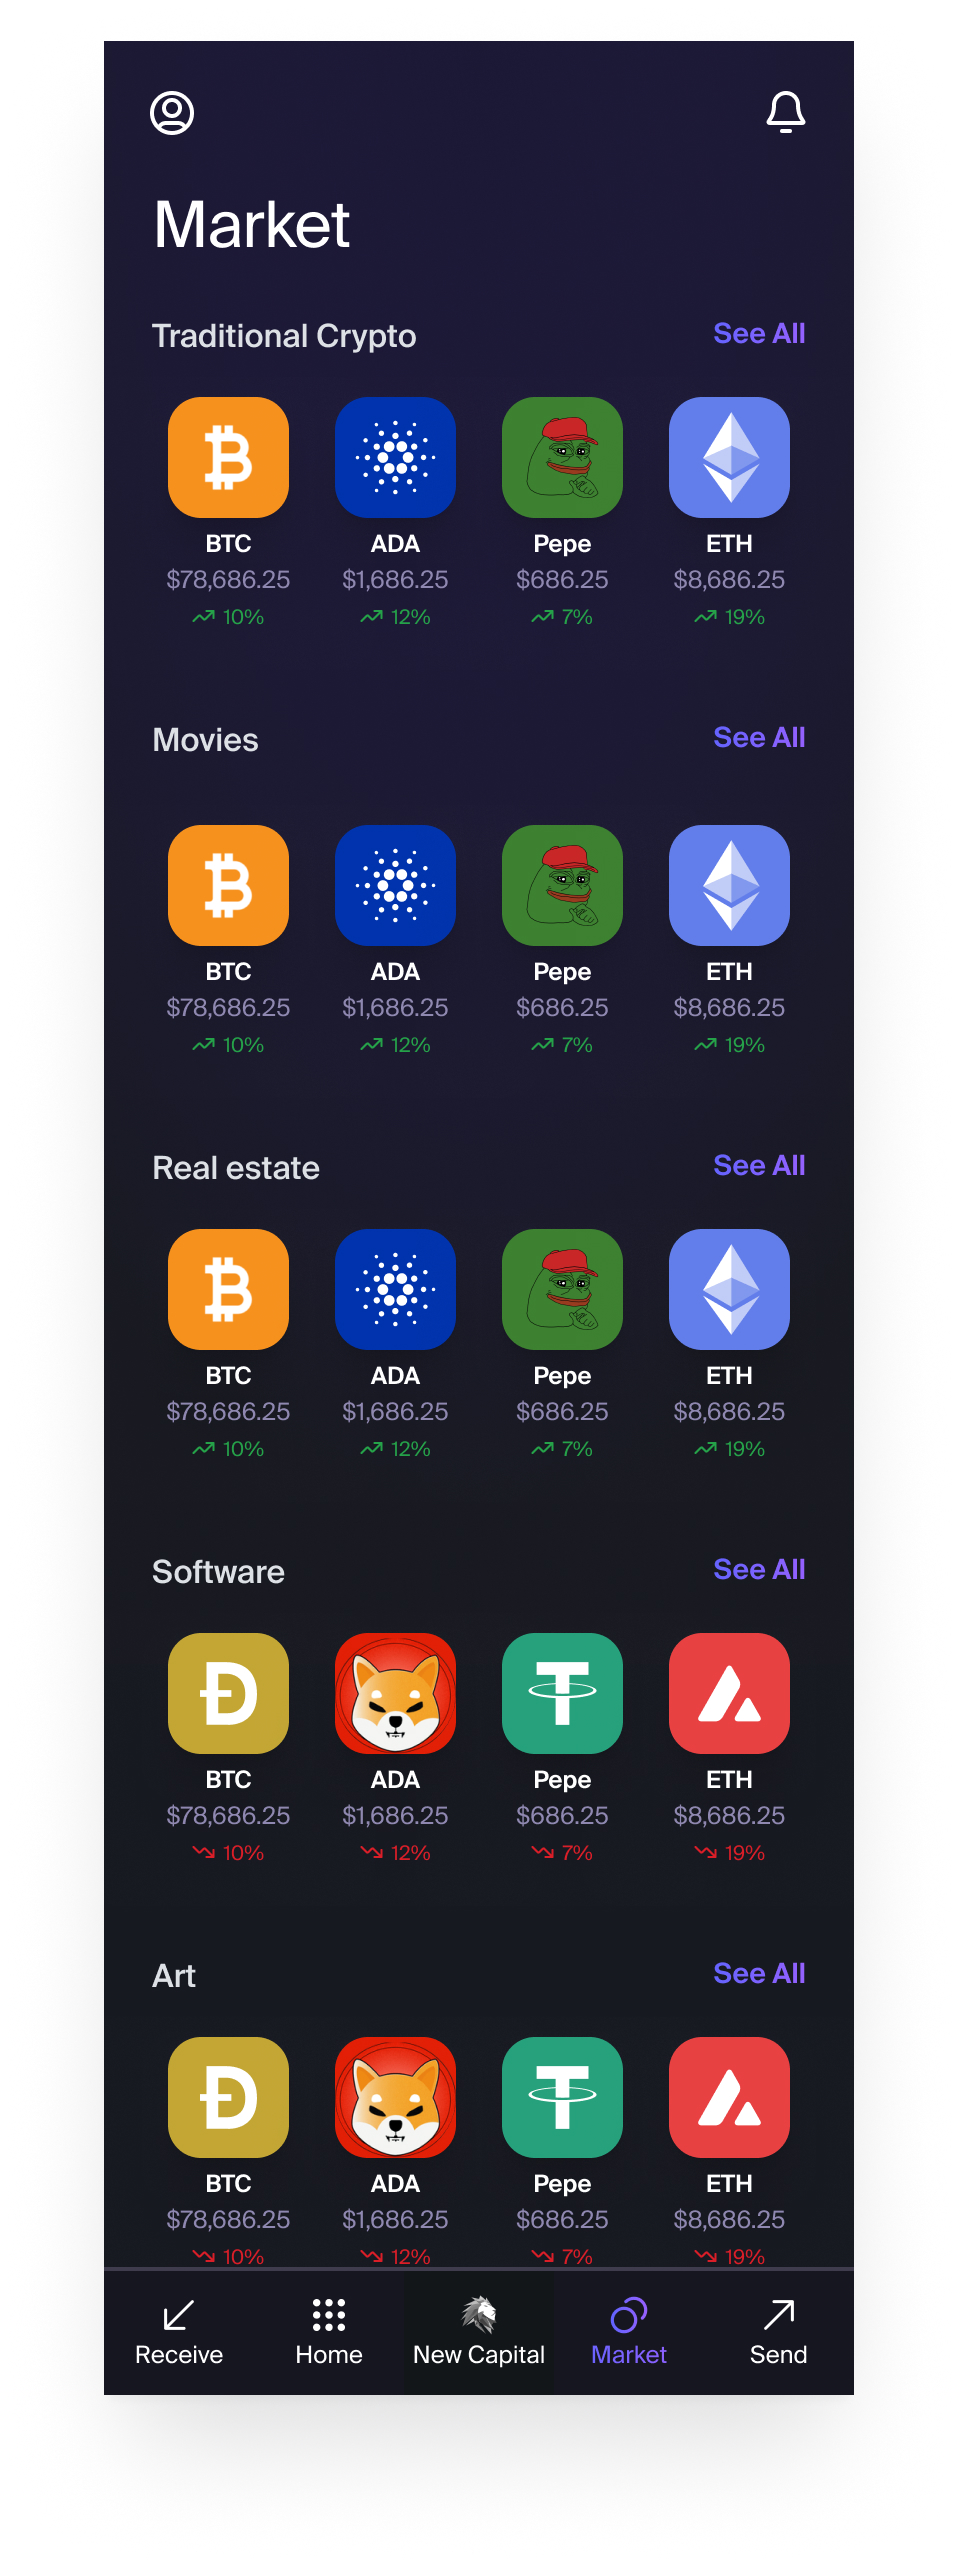 Market
Traditional Crypto See All
BTC ADA Pepe ETH
$78,686.25 $1,686.25 $686.25 $8,686.25
10% 12% 7% 19%
Movies See All
BTC ADA Pepe ETH
$78,686.25 $1,686.25 $686.25 $8,686.25
10% 12% 7% 19%
Real estate See All
BTC ADA Pepe ETH
$78,686.25 $1,686.25 $686.25 $8,686.25
10% 12% 7% 19%
Software See All
BTC ADA Pepe ETH
$78,686.25 $1,686.25 $686.25 $8,686.25
10% 12% 7% 19%
Art See All
BTC ADA Pepe ETH
$78,686.25 $1,686.25 $686.25 $8,686.25
10% 12% 7% 19%
Receive Home New Capital Market Send